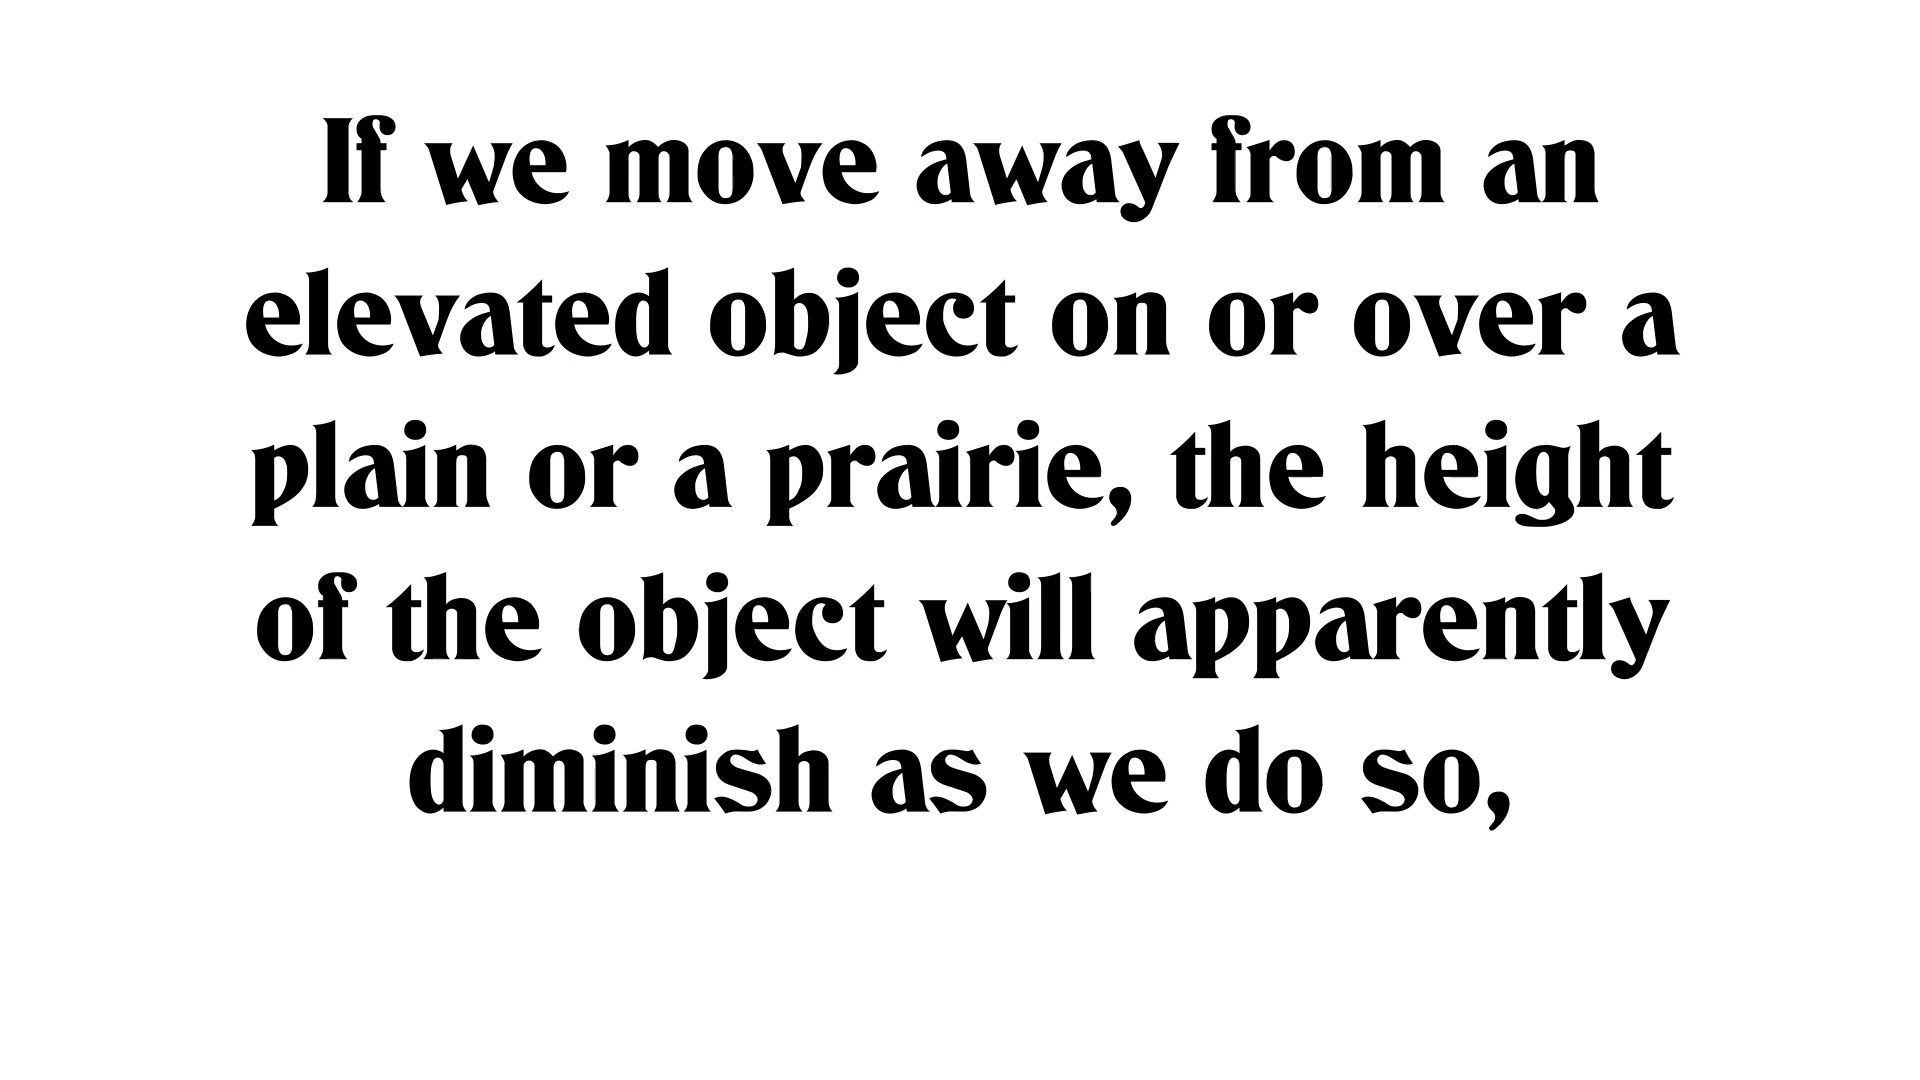 If we move away from an
elevated object on or over a
plain or a prairie, the height
of the object will apparently
diminish as we do so,